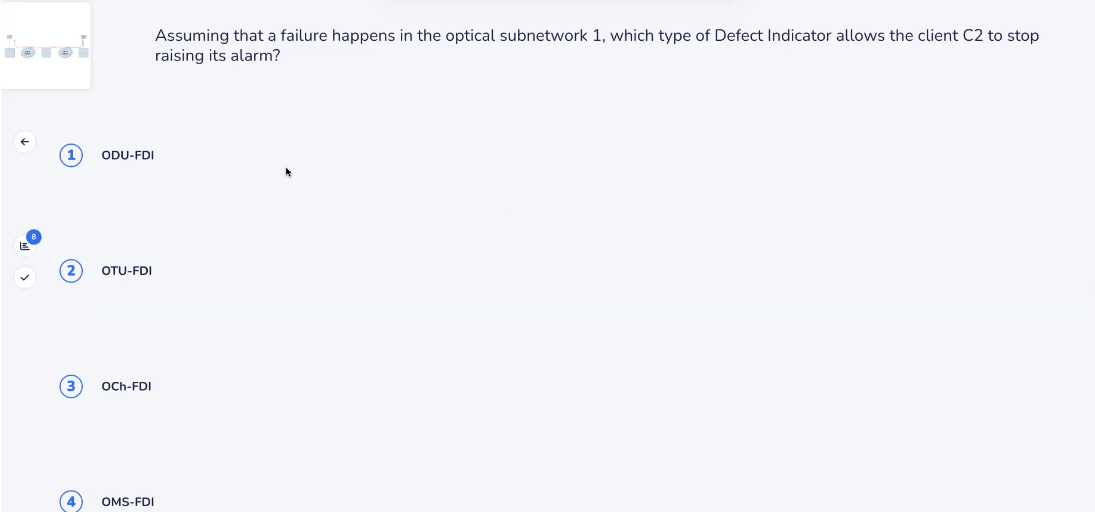 Assuming that a failure happens in the optical subnetwork 1, which type of Defect Indicator allows the client C2 to stop
raising its alarm?
1 ODU-FDI
8
2 OTU-FDI
3 OCh-FDI
4 OMS-FDI